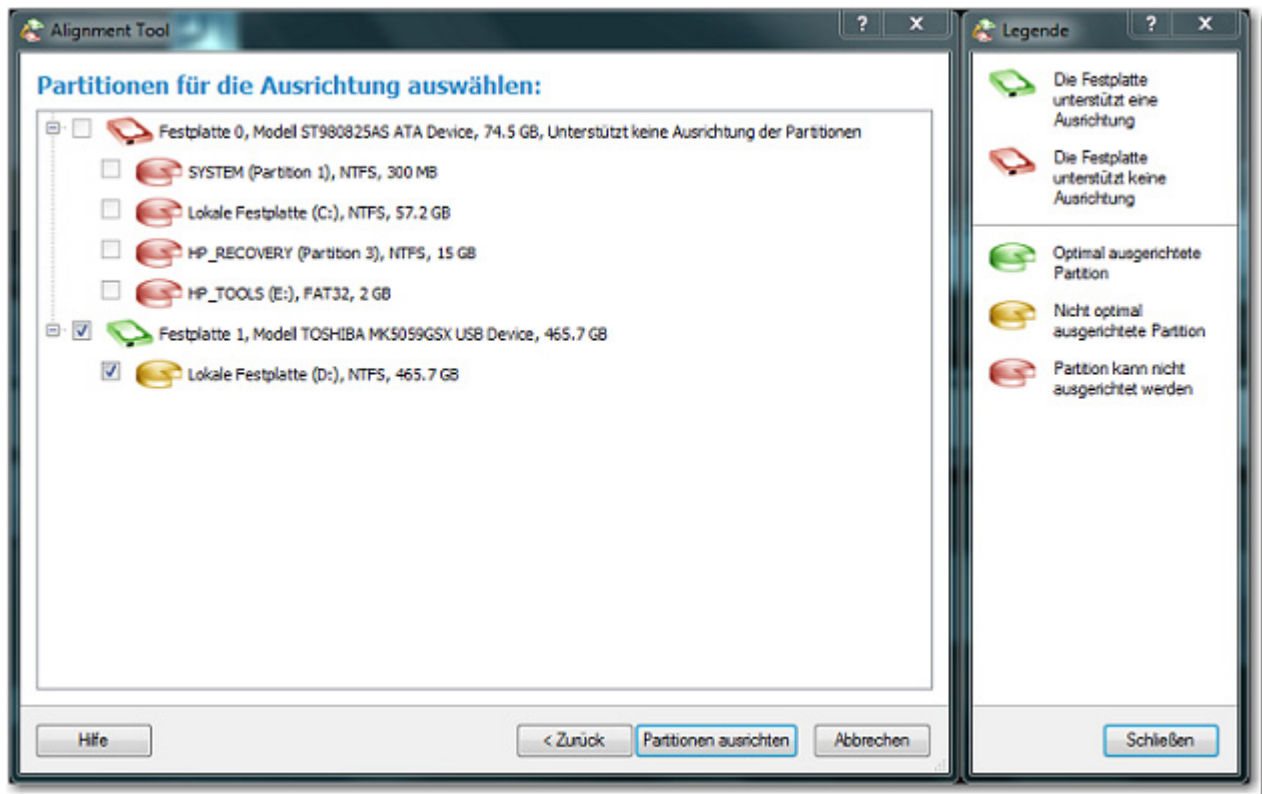 Alignment Tool
Partitionen für die Ausrichtung auswählen:
Festplatte 0, Modell ST980825AS ATA Device, 74.5 GB, Unterstützt keine Ausrichtung der Partitionen
SYSTEM (Partition 1), NTFS, 300 MB
Lokale Festplatte (C:), NTFS, 57.2 GB
HP_RECOVERY (Partition 3), NTFS, 15 GB
HP_TOOLS (E:), FAT32, 2 GB
Festplatte 1, Modell TOSHIBA MK5059GSX USB Device, 465.7 GB
Lokale Festplatte (D:), NTFS, 465.7 GB
Hilfe
< Zurück
Partitionen ausrichten
Abbrechen
Legende
Die Festplatte
unterstützt eine
Ausrichtung
Die Festplatte
unterstützt keine
Ausrichtung
Optimal ausgerichtete
Partition
Nicht optimal
ausgerichtete Partition
Partition kann nicht
ausgerichtet werden
Schließen